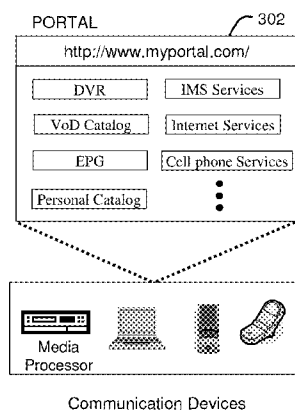 PORTAL
302
http://www.myportal.com/
DVR
IMS Services
VoD Catalog
Internet Services
EPG
Cell phone Services
Personal Catalog
Media
Processor
Communication Devices